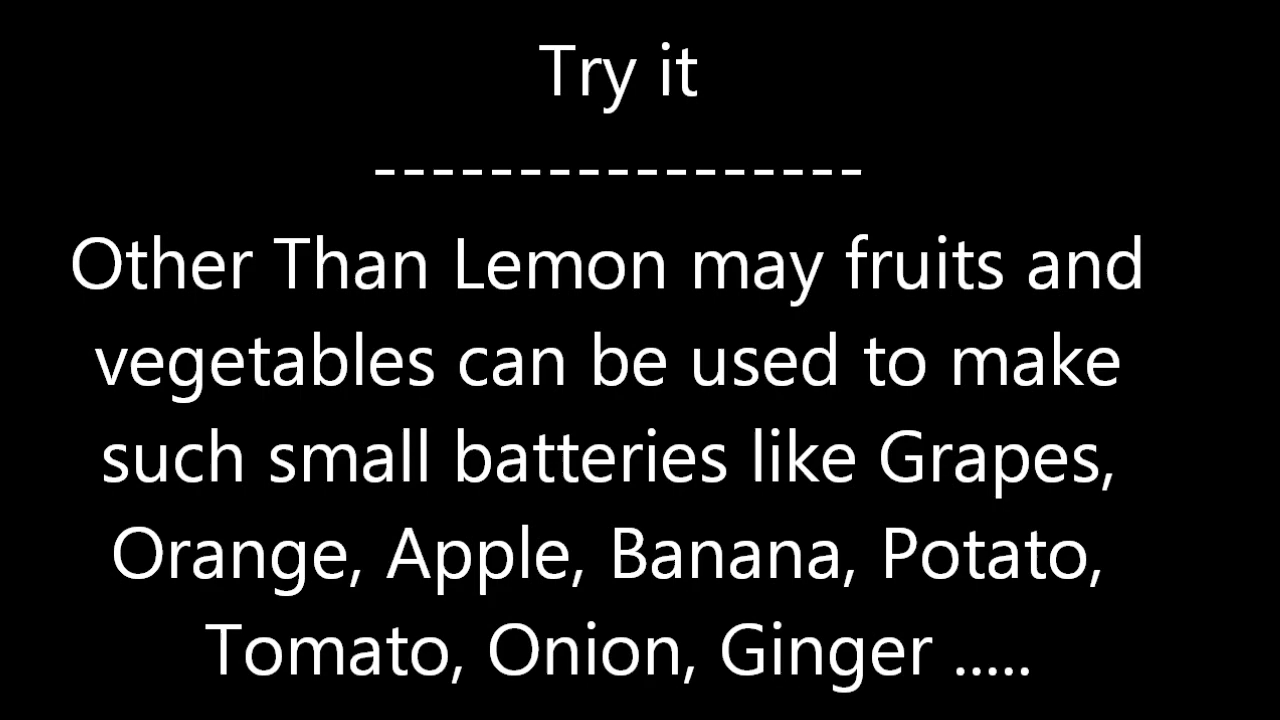 Try it
-----------------
Other Than Lemon may fruits and
vegetables can be used to make
such small batteries like Grapes,
Orange, Apple, Banana, Potato,
Tomato, Onion, Ginger .....